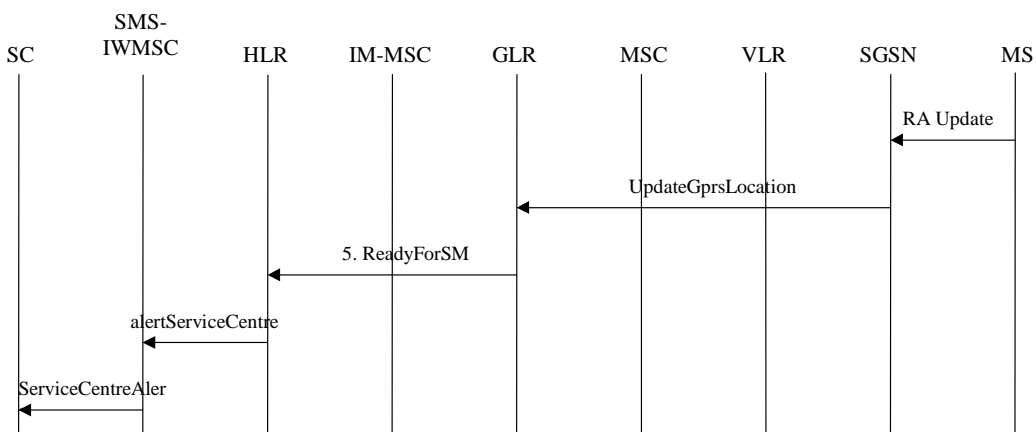 SMS-
IWMSC
SC HLR IM-MSC GLR MSC VLR SGSN MS
RA Update
UpdateGprsLocation
5. ReadyForSM
alertServiceCentre
ServiceCentreAler